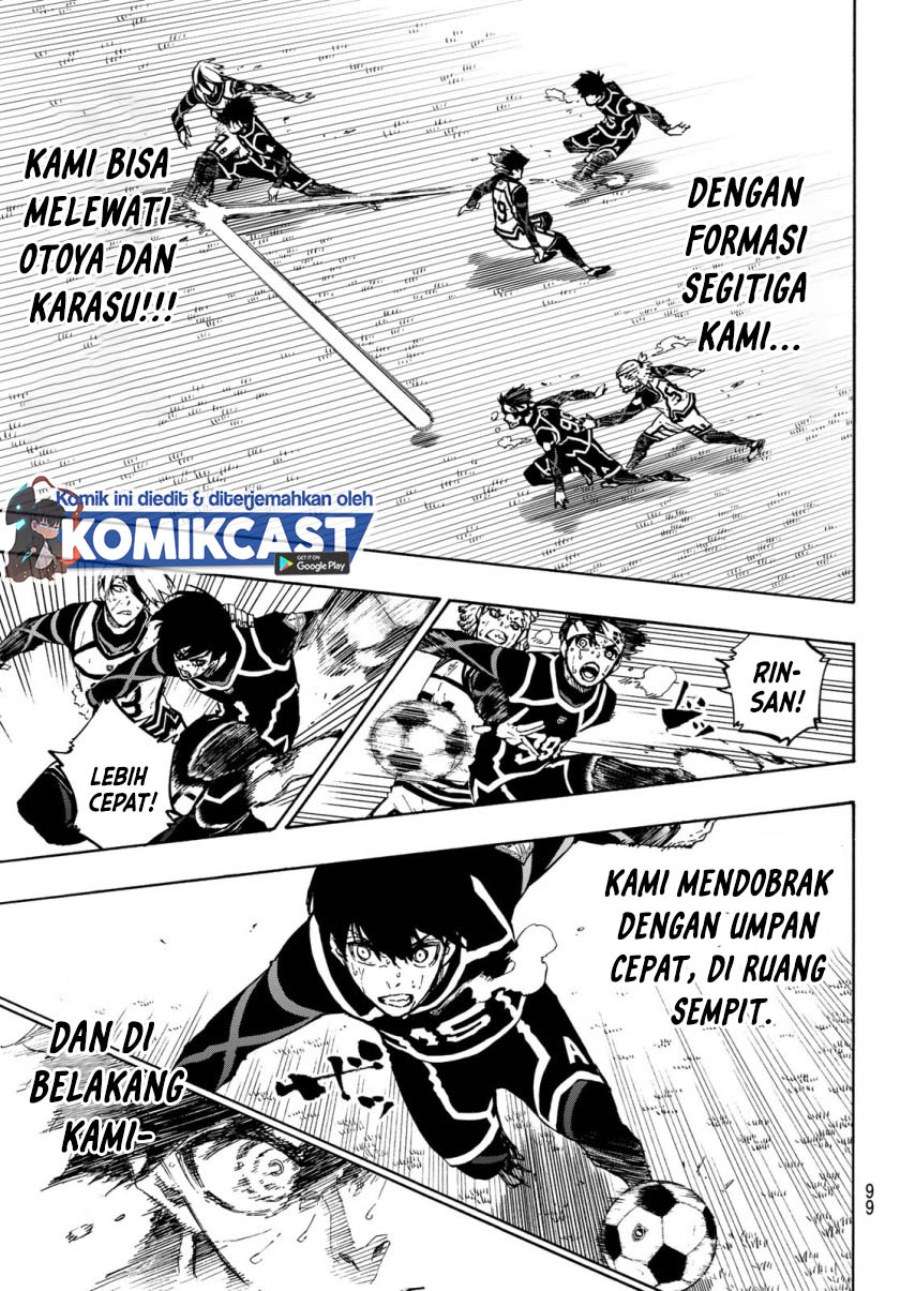 DENGAN
FORMASI
SEGITIGA
KAMI...
KAMI BISA
MELEWATI
OTOYA DAN
KARASU!!!
9
Komik ini diedit & diterjemahkan oleh
KOMIKCAST
GET IT ON
Google Play
RIN-
SAN!
99
LEBIH
CEPAT!
KAMI MENDOBRAK
DENGAN UMPAN
CEPAT, DI RUANG
SEMPIT.
A
DAN DI
BELAKANG
KAMI-
99